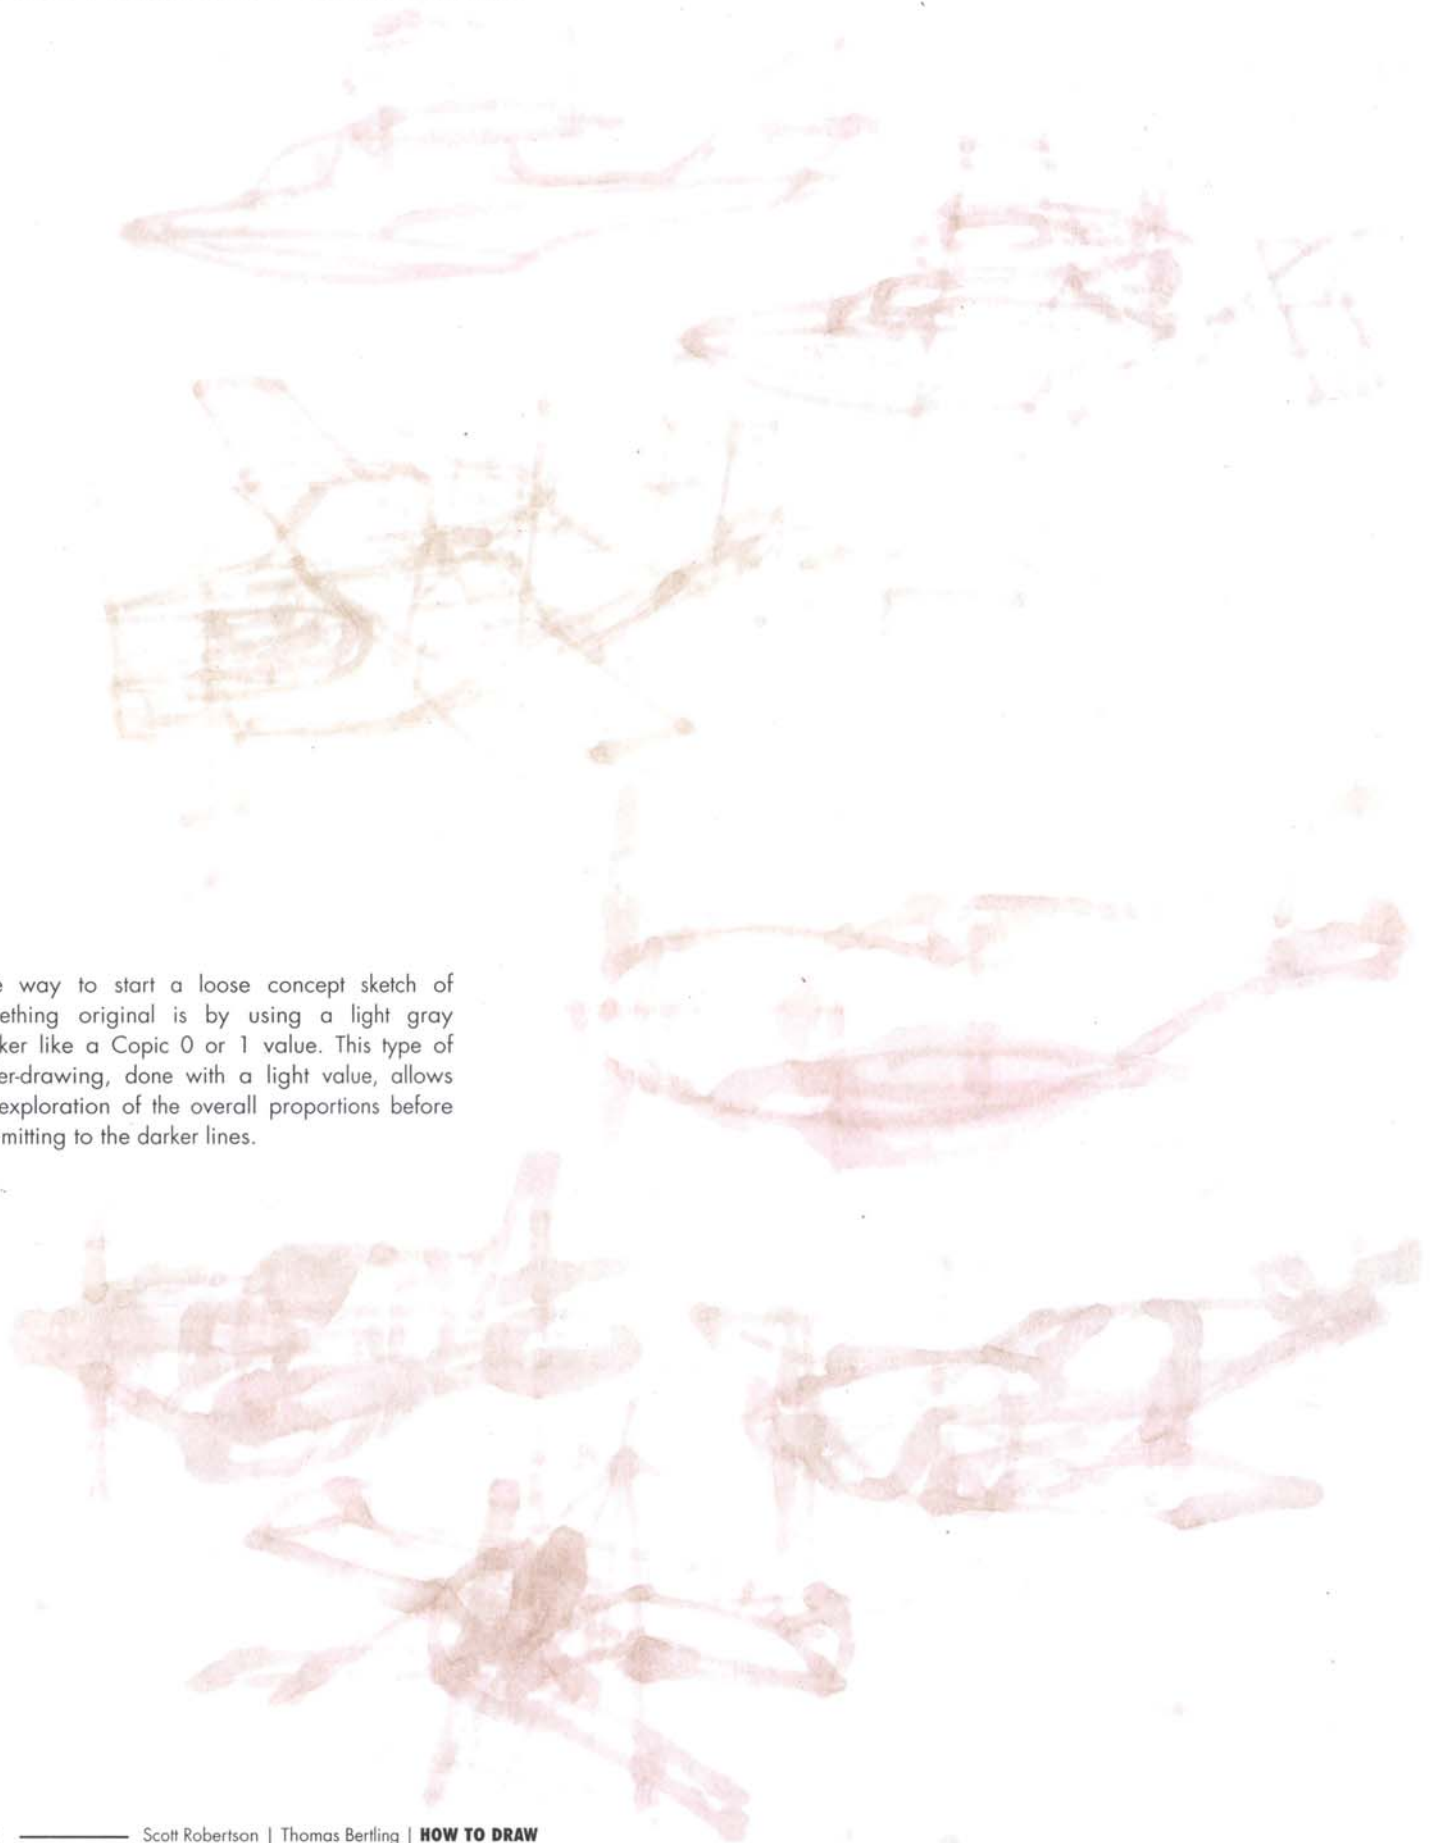 e way to start a loose concept sketch of
ething original is by using a light gray
ker like a Copic 0 or 1 value. This type of
er-drawing, done with a light value, allows
exploration of the overall proportions before
mitting to the darker lines.
Scott Robertson | Thomas Bertling | HOW TO DRAW